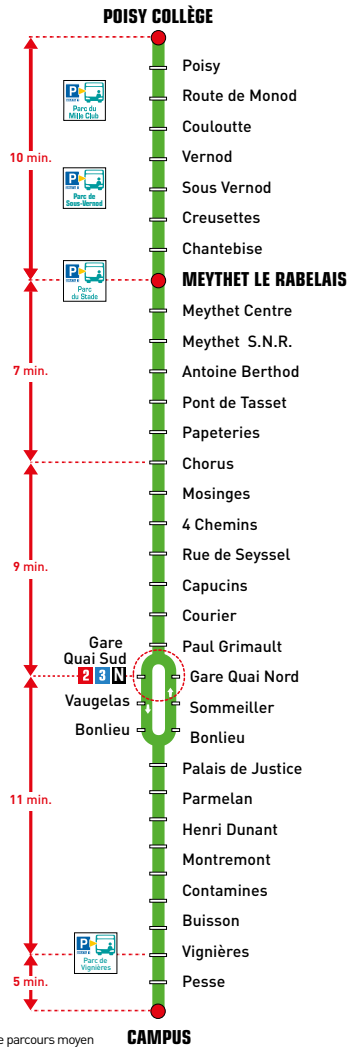 POISY COLLÈGE
Poisy
Route de Monod
P
Parc du
Mille Club
Couloutte
10 min.
Vernod
P
Parc de
Sous-Vernod
Sous Vernod
Creusettes
Chantebise
MEYTHET LE RABELAIS
P
Parc
du Stade
Meythet Centre
Meythet S.N.R.
7 min.
Antoine Berthod
Pont de Tasset
Papeteries
Chorus
Mosinges
4 Chemins
Rue de Seyssel
9 min.
Capucins
Courier
Paul Grimault
Gare
Quai Sud
2 3 N
Gare Quai Nord
Vaugelas
Sommeiller
Bonlieu
Bonlieu
Palais de Justice
11 min.
Parmelan
Henri Dunant
Montremont
Contamines
Buisson
P
Parc de
Vignières
Vignières
5 min.
Pesse
e parcours moyen
CAMPUS